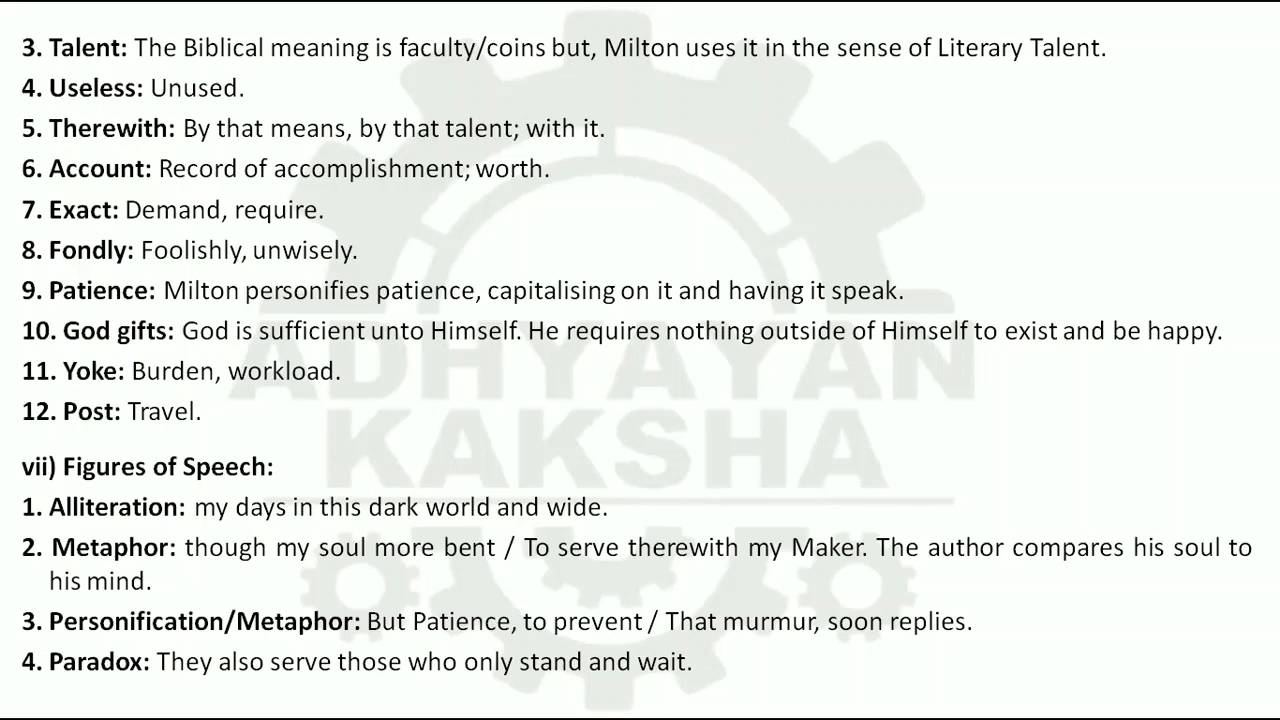 3. Talent: The Biblical meaning is faculty/coins but, Milton uses it in the sense of Literary Talent.
4. Useless: Unused.
5. Therewith: By that means, by that talent; with it.
6. Account: Record of accomplishment; worth.
7. Exact: Demand, require.
8. Fondly: Foolishly, unwisely.
9. Patience: Milton personifies patience, capitalising on it and having it speak.
10. God gifts: God is sufficient unto Himself. He requires nothing outside of Himself to exist and be happy.
11. Yoke: Burden, workload.
12. Post: Travel.
ADHYAYAN
KAKSHA
vii) Figures of Speech:
1. Alliteration: my days in this dark world and wide.
2. Metaphor: though my soul more bent / To serve therewith my Maker. The author compares his soul to
his mind.
3. Personification/Metaphor: But Patience, to prevent / That murmur, soon replies.
4. Paradox: They also serve those who only stand and wait.